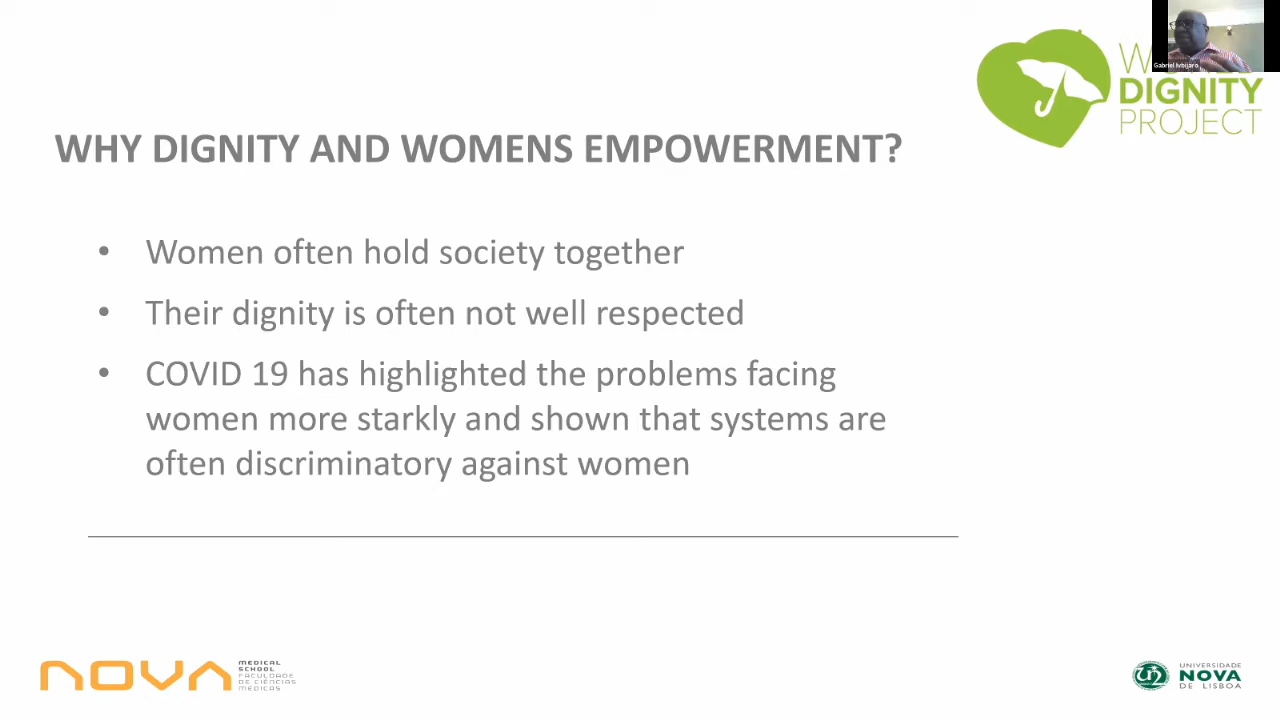 Gabriel Ivbijaro
W
DIGNITY
PROJECT
WHY DIGNITY AND WOMENS EMPOWERMENT?
• Women often hold society together
• Their dignity is often not well respected
• COVID 19 has highlighted the problems facing
women more starkly and shown that systems are
often discriminatory against women
NOVA
MEDICAL
SCHOOL
FACULDADE
DE CIÊNCIAS
MÉDICAS
UNIVERSIDADE
NOVA
DE LISBOA